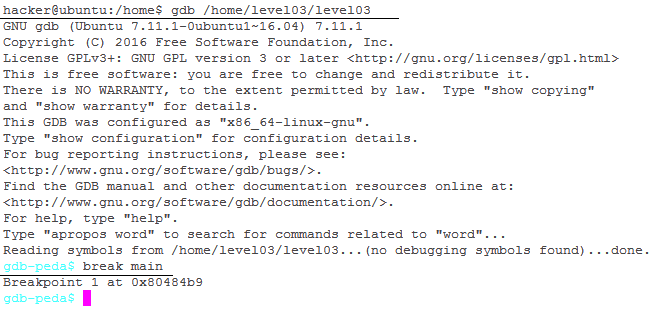 hacker@ubuntu:/home$ gdb /home/level03/level03
GNU gdb (Ubuntu 7.11.1-0ubuntu1~16.04) 7.11.1
Copyright (C) 2016 Free Software Foundation, Inc.
License GPLv3+: GNU GPL version 3 or later <http://gnu.org/licenses/gpl.html>
This is free software: you are free to change and redistribute it.
There is NO WARRANTY, to the extent permitted by law.  Type "show copying"
and "show warranty" for details.
This GDB was configured as "x86_64-linux-gnu".
Type "show configuration" for configuration details.
For bug reporting instructions, please see:
<http://www.gnu.org/software/gdb/bugs/>.
Find the GDB manual and other documentation resources online at:
<http://www.gnu.org/software/gdb/documentation/>.
For help, type "help".
Type "apropos word" to search for commands related to "word"...
Reading symbols from /home/level03/level03...(no debugging symbols found)...done.
gdb-peda$ break main
Breakpoint 1 at 0x80484b9
gdb-peda$